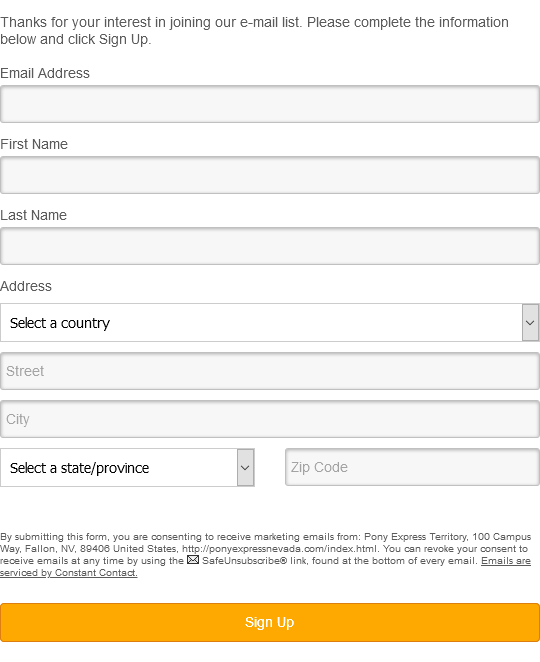 Thanks for your interest in joining our e-mail list. Please complete the information
below and click Sign Up.
Email Address
First Name
Last Name
Address
Select a country
Street
City
Select a state/province
Zip Code
By submitting this form, you are consenting to receive marketing emails from: Pony Express Territory, 100 Campus
Way, Fallon, NV, 89406 United States, http://ponyexpressnevada.com/index.html. You can revoke your consent to
receive emails at any time by using the SafeUnsubscribe® link, found at the bottom of every email. Emails are
serviced by Constant Contact.
Sign Up